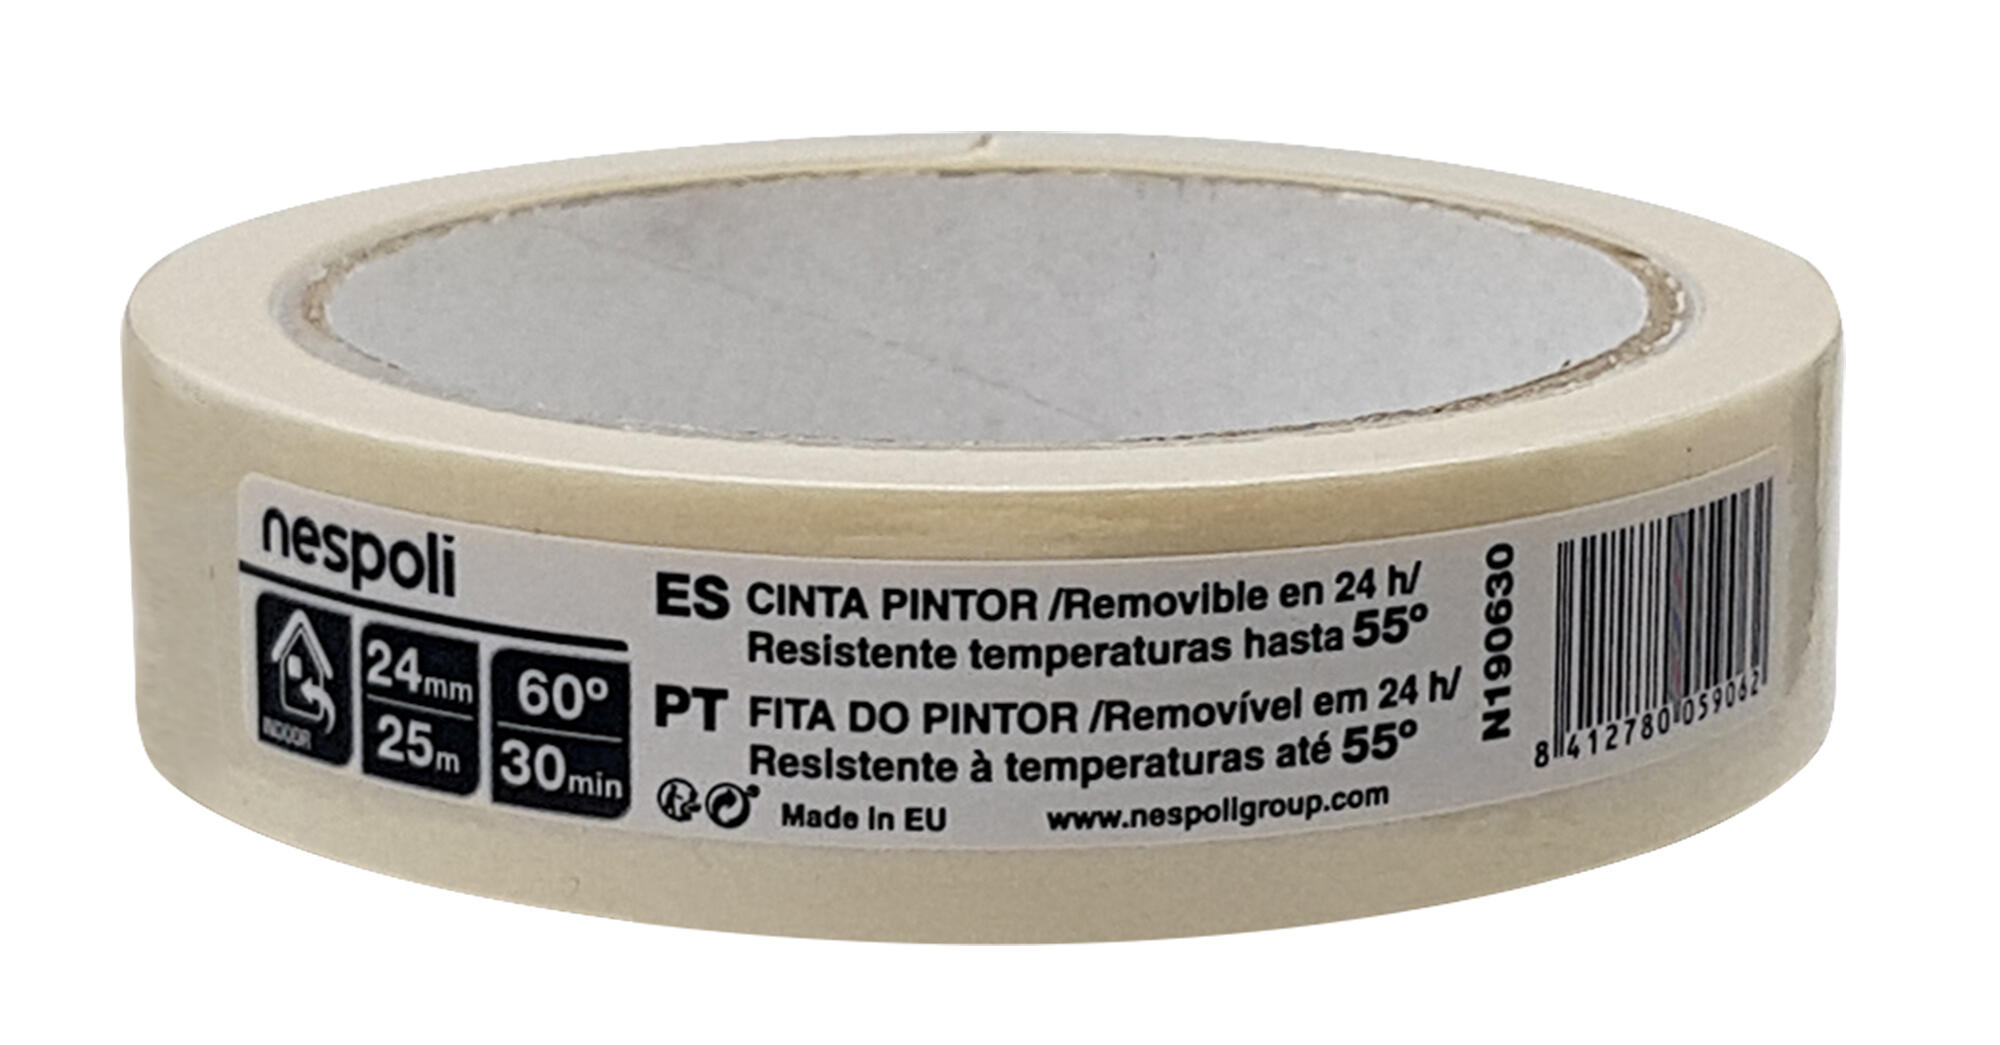 nespoli
INDOOR
24mm
25m
60º
30min
ES CINTA PINTOR /Removible en 24 h/
Resistente temperaturas hasta 55º
PT FITA DO PINTOR /Removível em 24 h/
Resistente à temperaturas até 55º
Made In EU www.nespoligroup.com
N190630
8 412780 059062